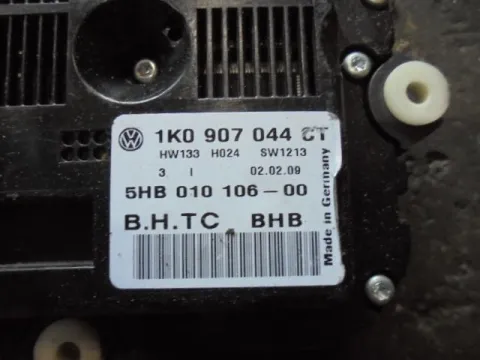 1K0 907 044 CT
HW133 H024 SW1213
3 I 02.02.09
5HB 010 106-00
B.H.TC BHB
Made in Germany